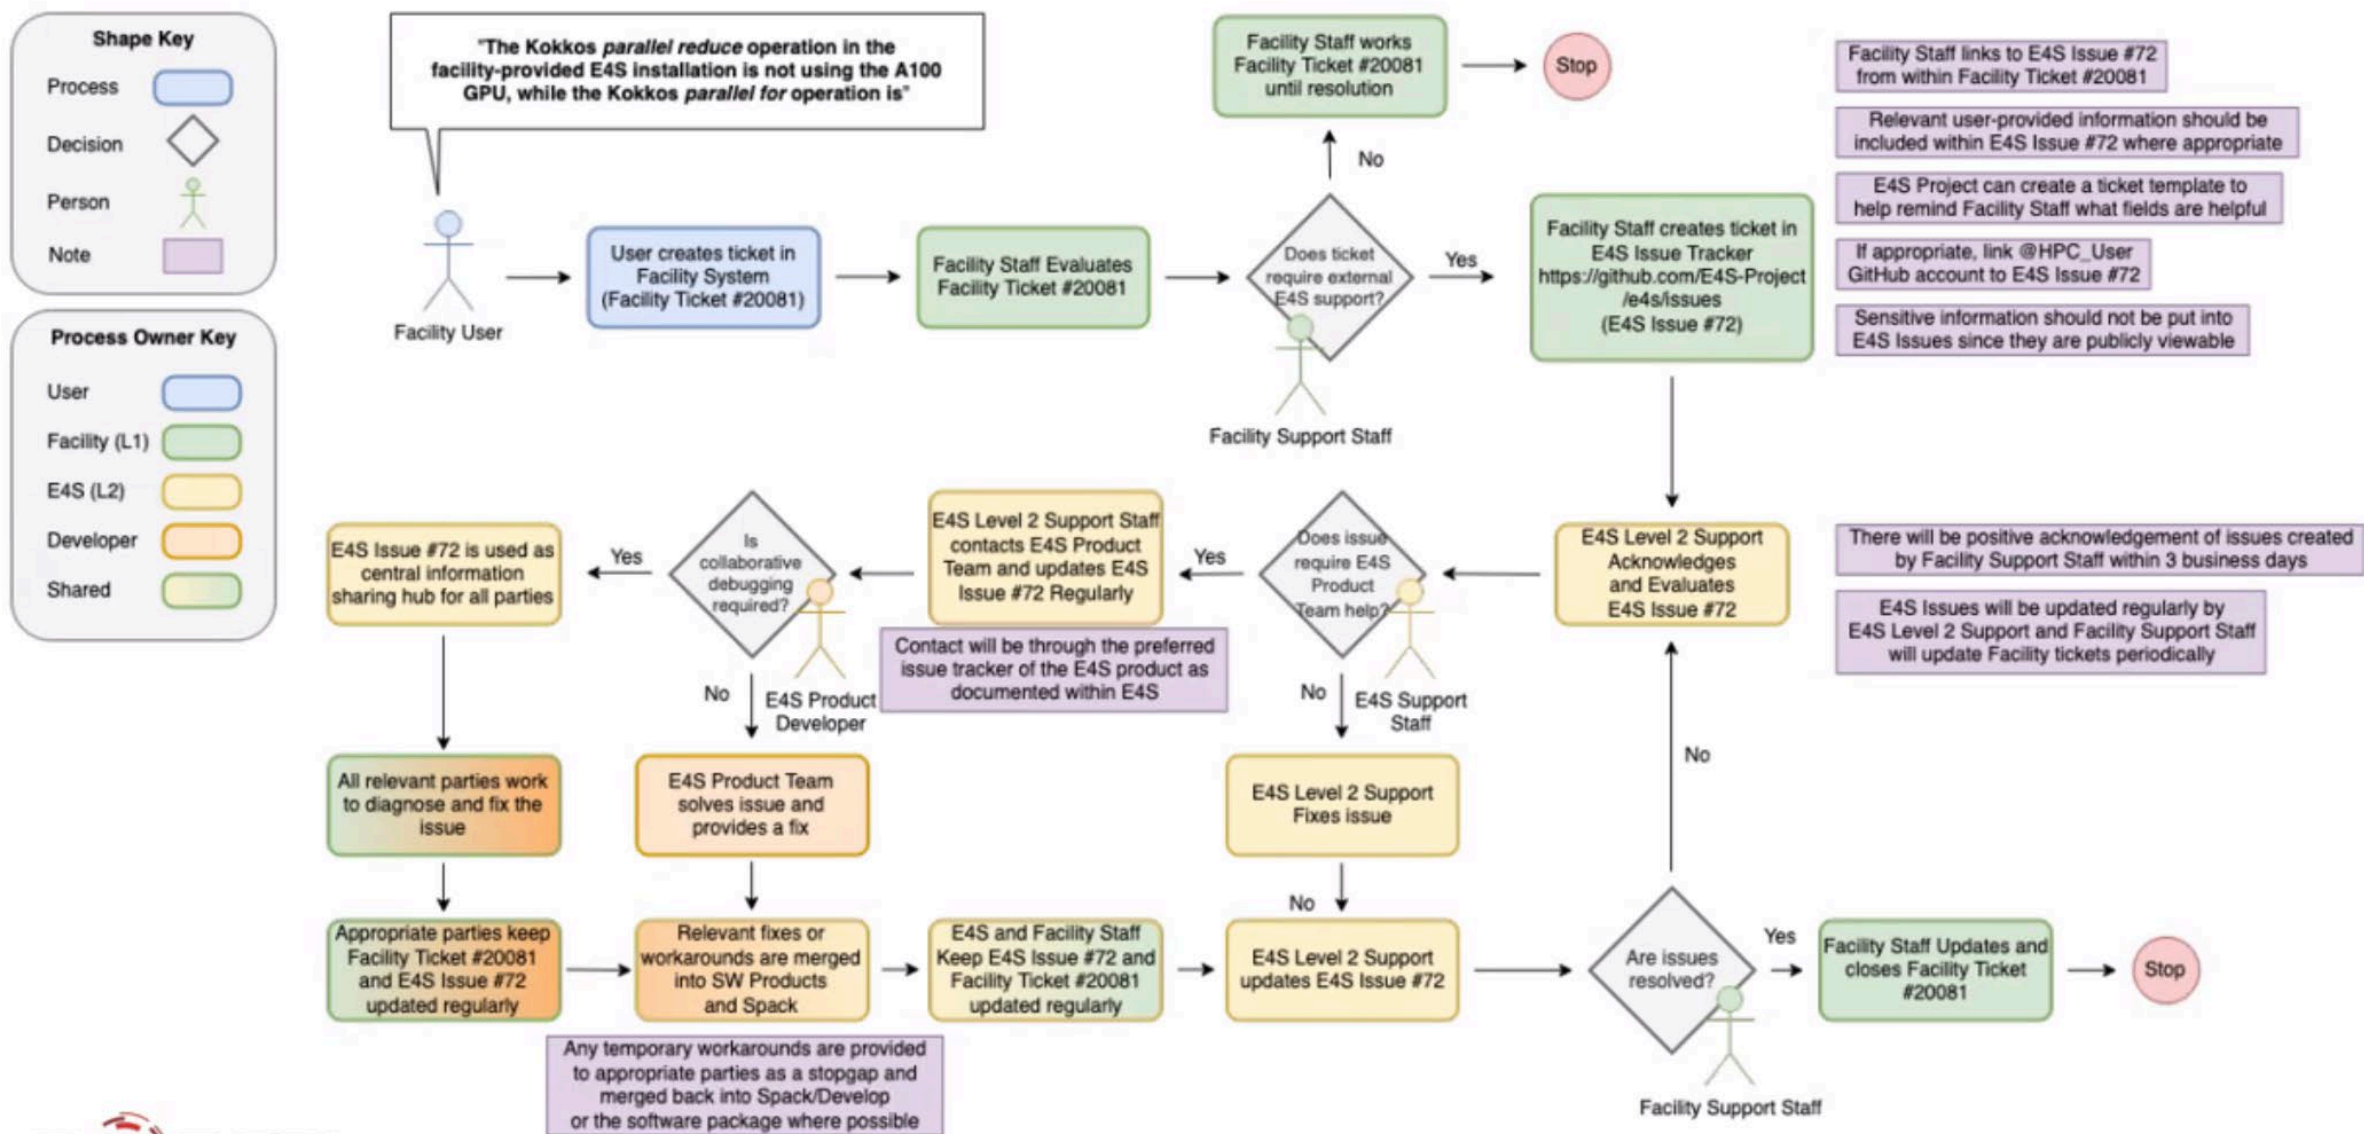 Shape Key
Process
Decision
Person
Note
Process Owner Key
User
Facility (L1)
E4S (L2)
Developer
Shared
"The Kokkos parallel reduce operation in the
facility-provided E4S installation is not using the A100
GPU, while the Kokkos parallel for operation is"
Facility User
User creates ticket in
Facility System
(Facility Ticket #20081)
Facility Staff Evaluates
Facility Ticket #20081
Does ticket
require external
E4S support?
Facility Support Staff
No
Facility Staff works
Facility Ticket #20081
until resolution
Stop
Yes
Facility Staff creates ticket in
E4S Issue Tracker
https://github.com/E4S-Project
/e4s/issues
(E4S Issue #72)
Facility Staff links to E4S Issue #72
from within Facility Ticket #20081
Relevant user-provided information should be
included within E4S Issue #72 where appropriate
E4S Project can create a ticket template to
help remind Facility Staff what fields are helpful
If appropriate, link @HPC_User
GitHub account to E4S Issue #72
Sensitive information should not be put into
E4S Issues since they are publicly viewable
E4S Level 2 Support
Acknowledges
and Evaluates
E4S Issue #72
There will be positive acknowledgement of issues created
by Facility Support Staff within 3 business days
E4S Issues will be updated regularly by
E4S Level 2 Support and Facility Support Staff
will update Facility tickets periodically
Does issue
require E4S
Product
Team help?
E4S Support
Staff
Yes
E4S Level 2 Support Staff
contacts E4S Product
Team and updates E4S
Issue #72 Regularly
Contact will be through the preferred
issue tracker of the E4S product as
documented within E4S
Is
collaborative
debugging
required?
E4S Product
Developer
Yes
E4S Issue #72 is used as
central information
sharing hub for all parties
No
No
No
All relevant parties work
to diagnose and fix the
issue
E4S Product Team
solves issue and
provides a fix
E4S Level 2 Support
Fixes issue
No
Appropriate parties keep
Facility Ticket #20081
and E4S Issue #72
updated regularly
Relevant fixes or
workarounds are merged
into SW Products
and Spack
E4S and Facility Staff
Keep E4S Issue #72 and
Facility Ticket #20081
updated regularly
E4S Level 2 Support
updates E4S Issue #72
Are issues
resolved?
Yes
Facility Staff Updates and
closes Facility Ticket
#20081
Stop
Any temporary workarounds are provided
to appropriate parties as a stopgap and
merged back into Spack/Develop
or the software package where possible
Facility Support Staff